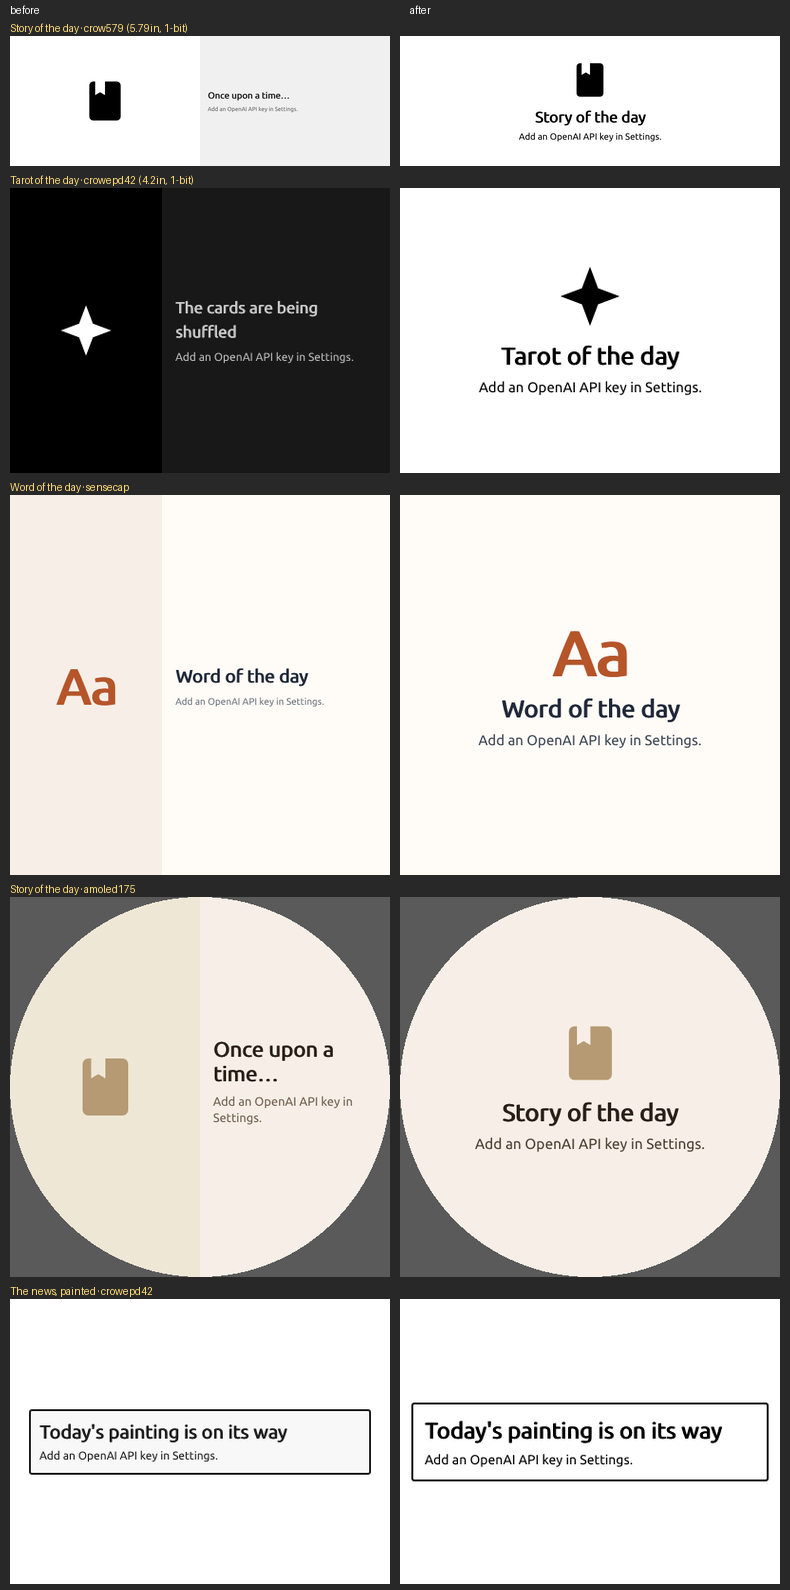 before
after
Story of the day · crow579 (5.79in, 1-bit)
Once upon a time...
Add an OpenAI API key in Settings.
Story of the day
Add an OpenAI API key in Settings.
Tarot of the day · crowepd42 (4.2in, 1-bit)
The cards are being
shuffled
Add an OpenAI API key in Settings.
Tarot of the day
Add an OpenAI API key in Settings.
Word of the day · sensecap
Aa
Word of the day
Add an OpenAI API key in Settings.
Aa
Word of the day
Add an OpenAI API key in Settings.
Story of the day · amoled175
Once upon a
time...
Add an OpenAI API key in
Settings.
Story of the day
Add an OpenAI API key in Settings.
The news, painted · crowepd42
Today's painting is on its way
Add an OpenAI API key in Settings.
Today's painting is on its way
Add an OpenAI API key in Settings.